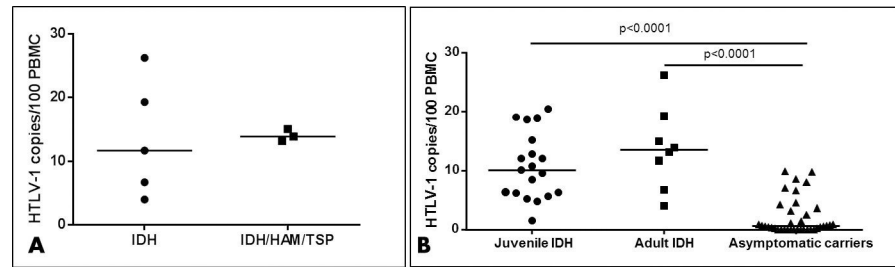 HTLV-1 copies/100 PBMC
30
20
10
0
IDH
IDH/HAM/TSP
A
p<0.0001
p<0.0001
HTLV-1 copies/100 PBMC
30
20
10
0
Juvenile IDH
Adult IDH
Asymptomatic carriers
B